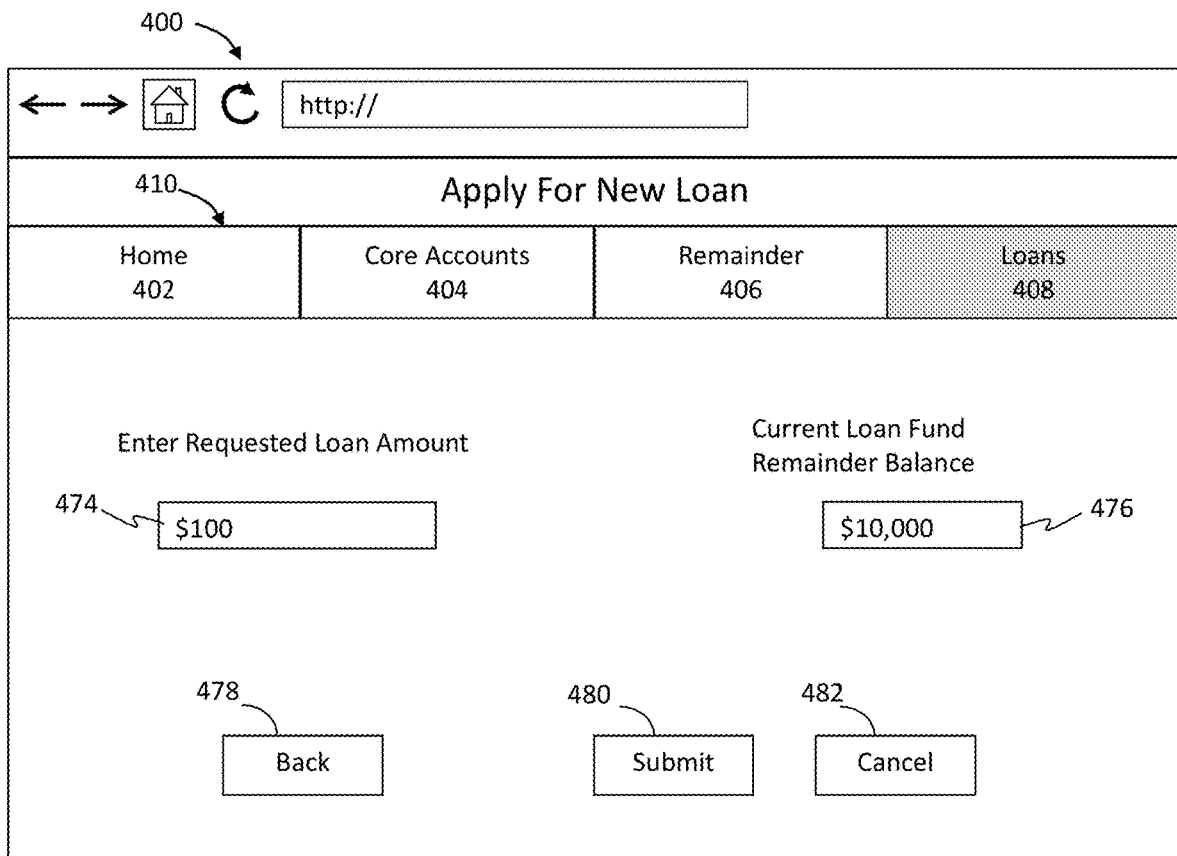 400
http://
410
Apply For New Loan
Home
402
Core Accounts
404
Remainder
406
Loans
408
Enter Requested Loan Amount
Current Loan Fund
Remainder Balance
474
$100
$10,000
476
478
480
482
Back
Submit
Cancel